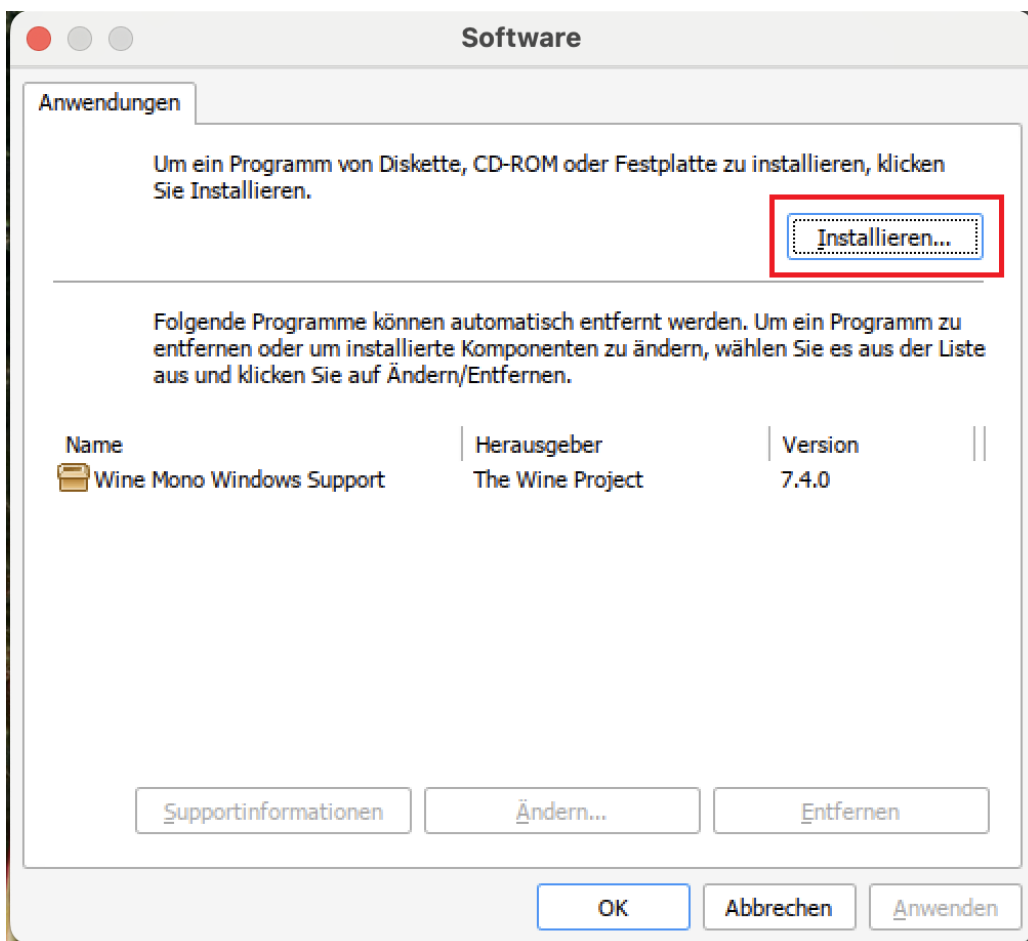 Software
Anwendungen
Um ein Programm von Diskette, CD-ROM oder Festplatte zu installieren, klicken
Sie Installieren.
Installieren...
Folgende Programme können automatisch entfernt werden. Um ein Programm zu
entfernen oder um installierte Komponenten zu ändern, wählen Sie es aus der Liste
aus und klicken Sie auf Ändern/Entfernen.
Name Herausgeber Version
Wine Mono Windows Support The Wine Project 7.4.0
Supportinformationen Ändern... Entfernen
OK Abbrechen Anwenden